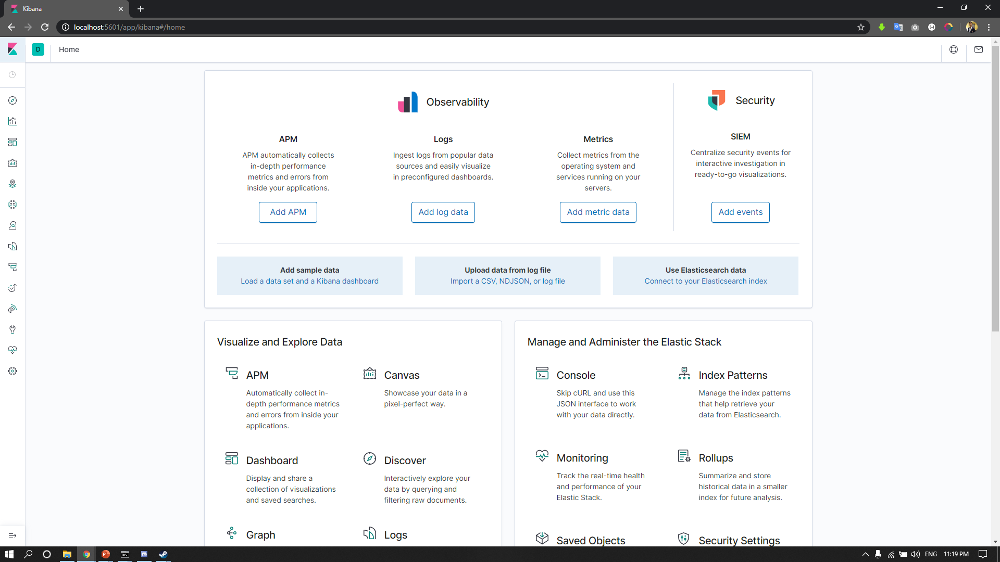 Kibana
localhost:5601/app/kibana#/home
D
Home
Observability
Security
APM
APM automatically collects
in-depth performance
metrics and errors from
inside your applications.
Add APM
Logs
Ingest logs from popular data
sources and easily visualize
in preconfigured dashboards.
Add log data
Metrics
Collect metrics from the
operating system and
services running on your
servers.
Add metric data
SIEM
Centralize security events for
interactive investigation in
ready-to-go visualizations.
Add events
Add sample data
Load a data set and a Kibana dashboard
Upload data from log file
Import a CSV, NDJSON, or log file
Use Elasticsearch data
Connect to your Elasticsearch index
Visualize and Explore Data
APM
Automatically collect in-
depth performance metrics
and errors from inside your
applications.
Canvas
Showcase your data in a
pixel-perfect way.
Dashboard
Display and share a
collection of visualizations
and saved searches.
Discover
Interactively explore your
data by querying and
filtering raw documents.
Graph
Logs
Manage and Administer the Elastic Stack
Console
Skip cURL and use this
JSON interface to work
with your data directly.
Index Patterns
Manage the index patterns
that help retrieve your
data from Elasticsearch.
Monitoring
Track the real-time health
and performance of your
Elastic Stack.
Rollups
Summarize and store
historical data in a smaller
index for future analysis.
Saved Objects
Security Settings
ENG
11:19 PM